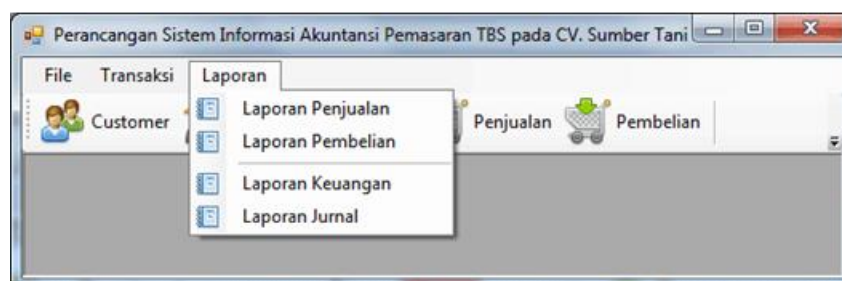 Perancangan Sistem Informasi Akuntansi Pemasaran TBS pada CV. Sumber Tani
File Transaksi Laporan
Customer Penjualan Pembelian
Laporan Penjualan
Laporan Pembelian
Laporan Keuangan
Laporan Jurnal